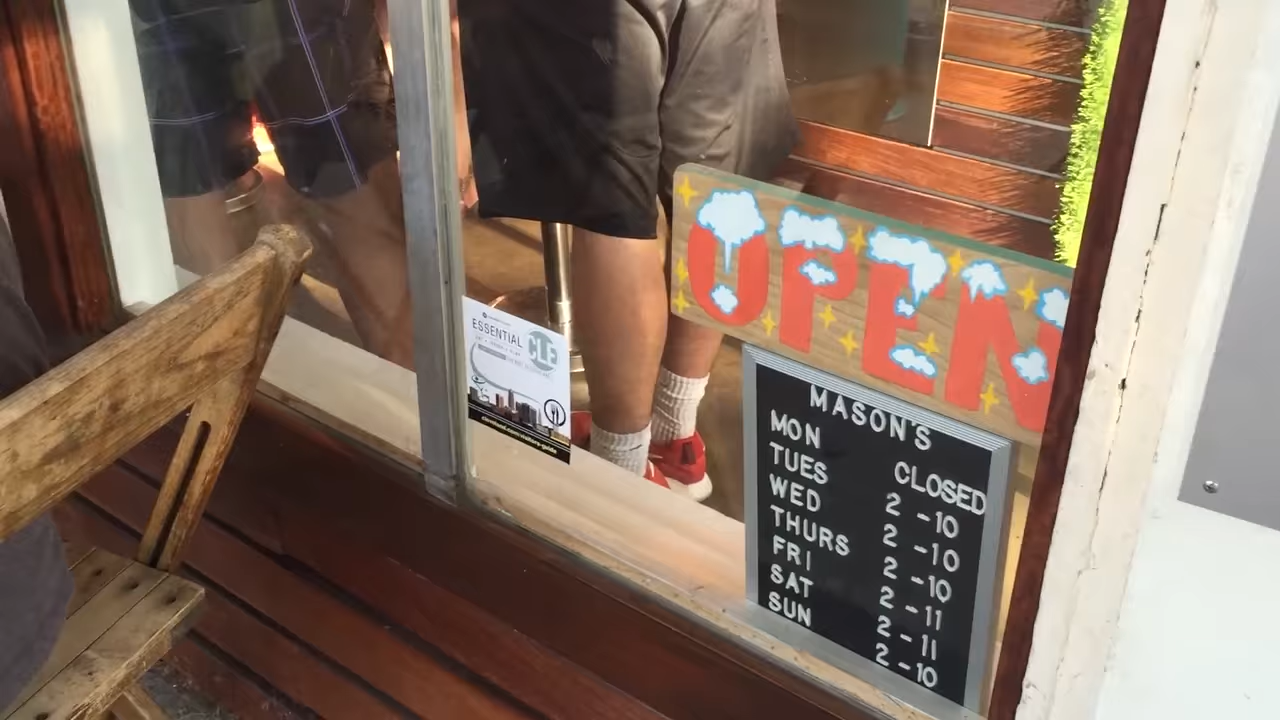 OPEN
ESSENTIAL
CLE
MASON'S
MON CLOSED
TUES 2-10
WED 2-10
THURS 2-10
FRI 2-11
SAT 2-11
SUN 2-10